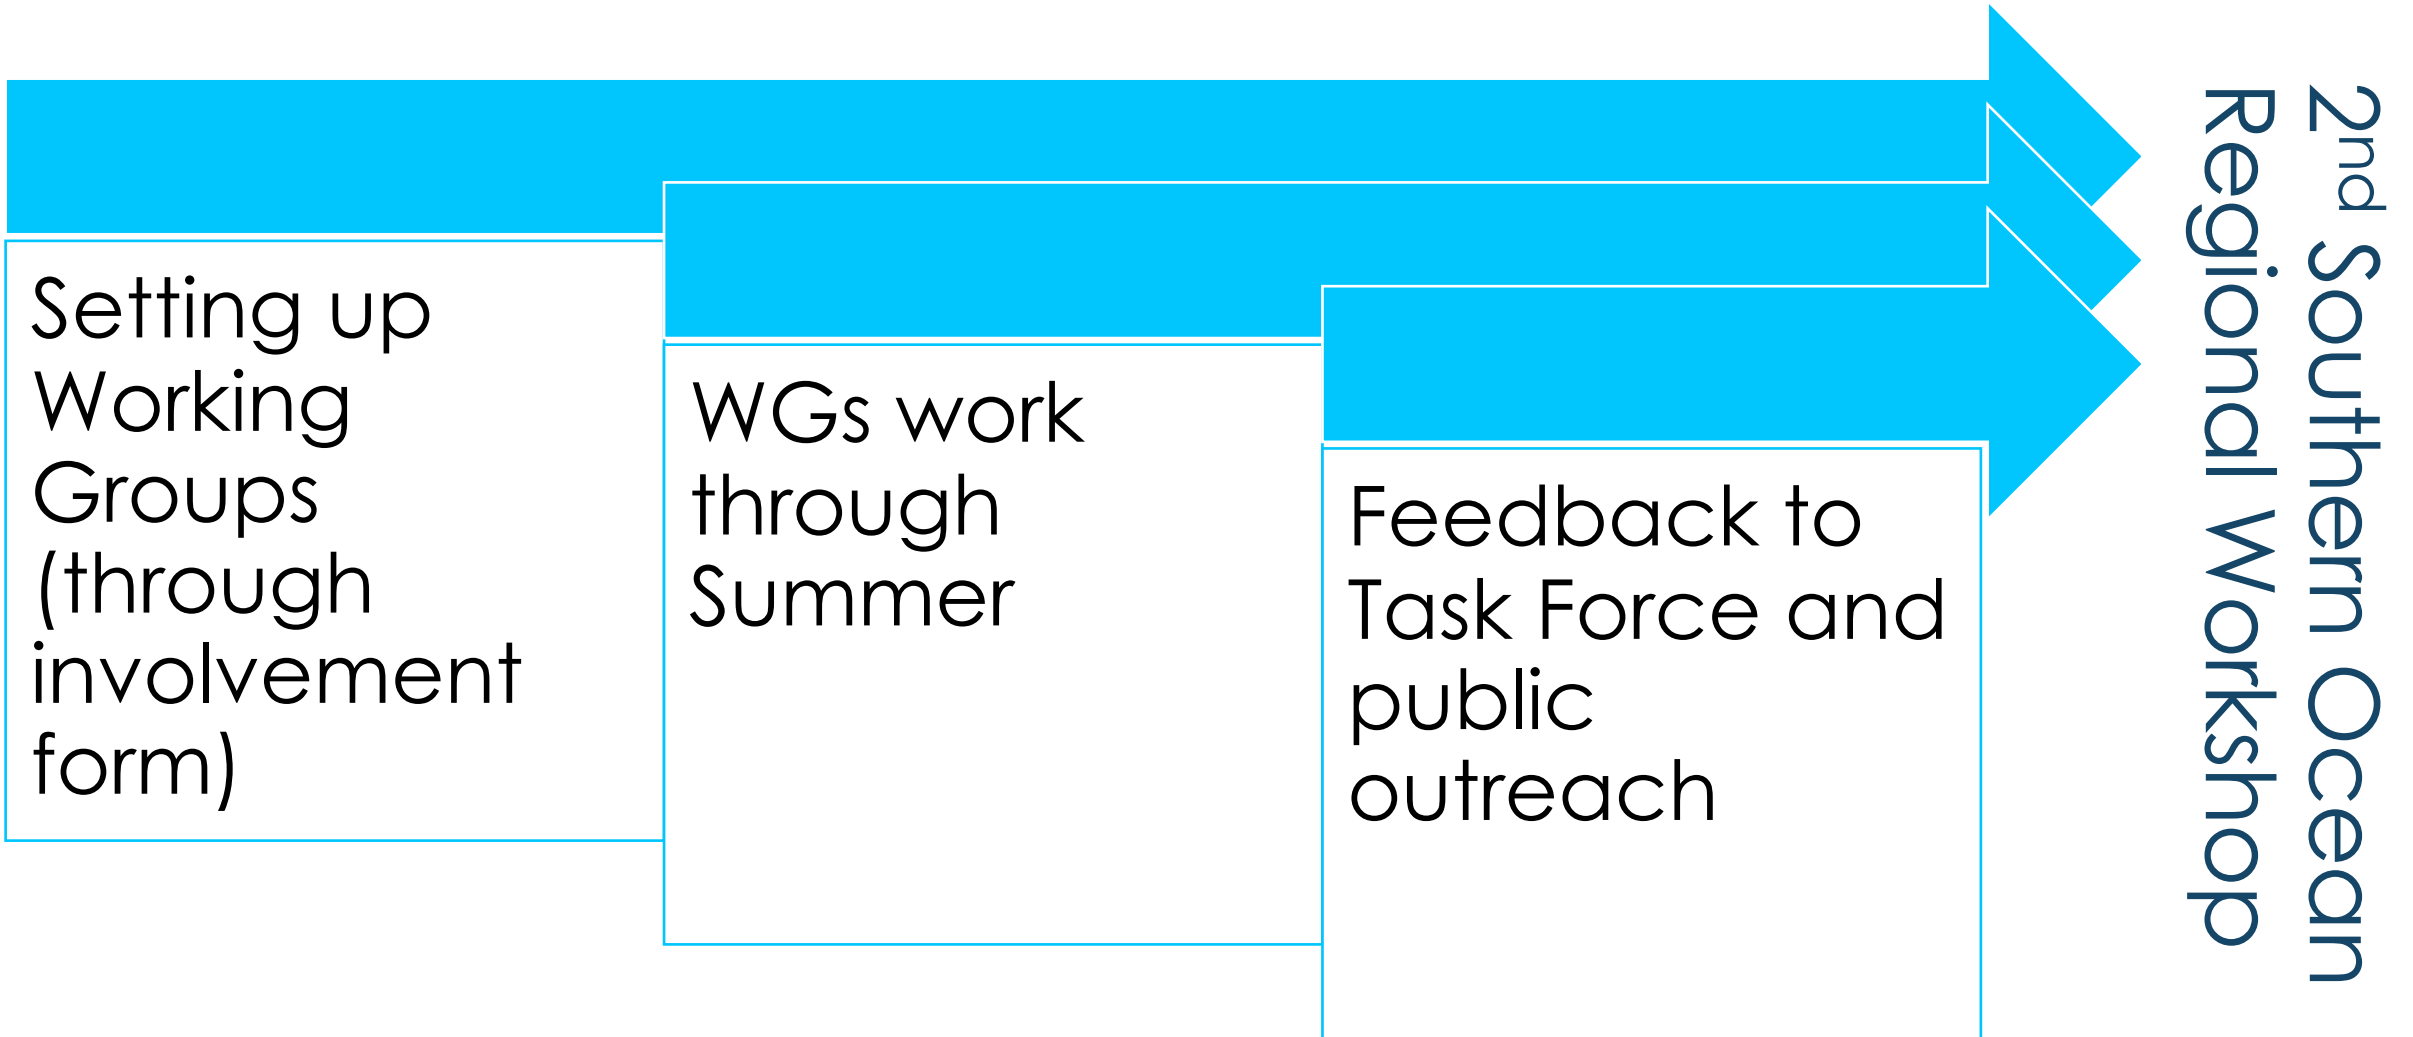 Setting up
Working
Groups
(through
involvement
form)
WGs work
through
Summer
Feedback to
Task Force and
public
outreach
2nd Southern Ocean
Regional Workshop